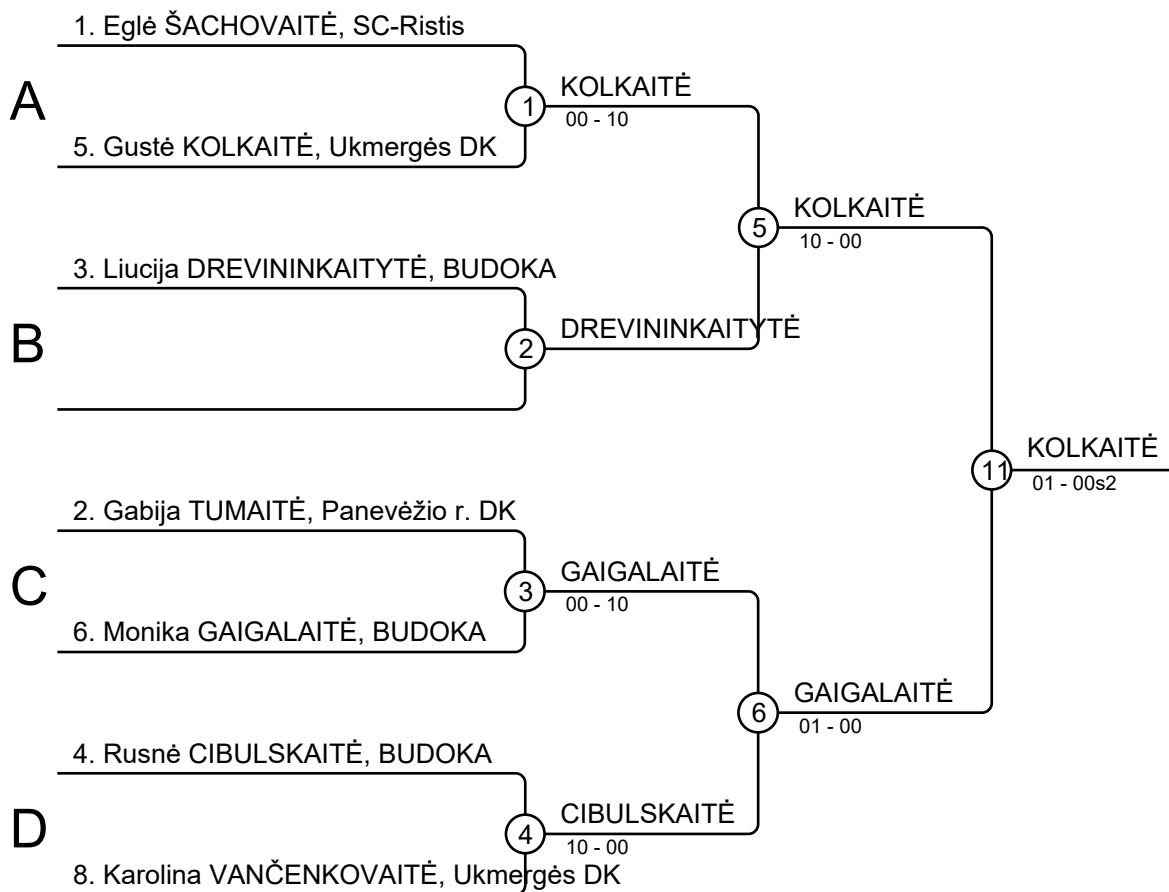 1. Eglė ŠACHOVAITĖ, SC-Ristis
A
1
KOLKAITĖ
00 - 10
5. Gustė KOLKAITĖ, Ukmergės DK
5
KOLKAITĖ
10 - 00
3. Liucija DREVININKAITYTĖ, BUDOKA
B
2
DREVININKAITYTĖ
11
KOLKAITĖ
01 - 00s2
2. Gabija TUMAITĖ, Panevėžio r. DK
C
3
GAIGALAITĖ
00 - 10
6. Monika GAIGALAITĖ, BUDOKA
6
GAIGALAITĖ
01 - 00
4. Rusnė CIBULSKAITĖ, BUDOKA
D
4
CIBULSKAITĖ
10 - 00
8. Karolina VANČENKOVAITĖ, Ukmergės DK